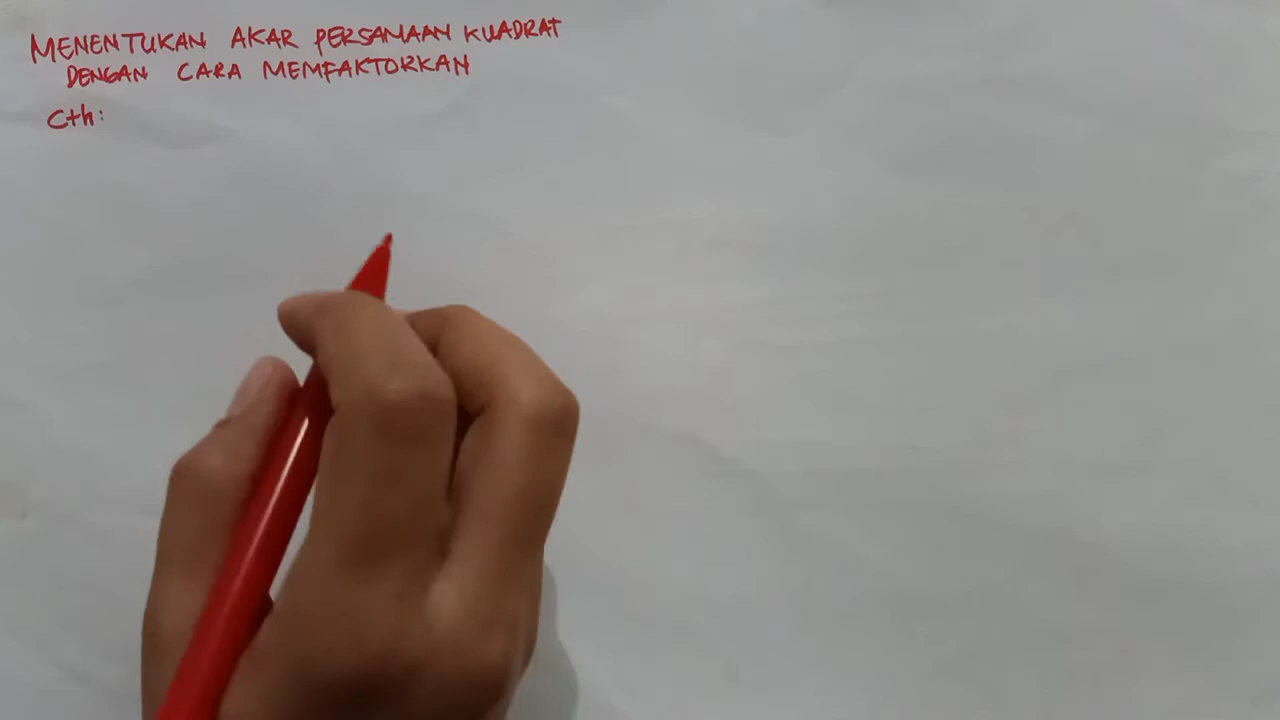 MENENTUKAN AKAR PERSAMAAN KUADRAT
DENGAN CARA MEMFAKTORKAN
Cth: